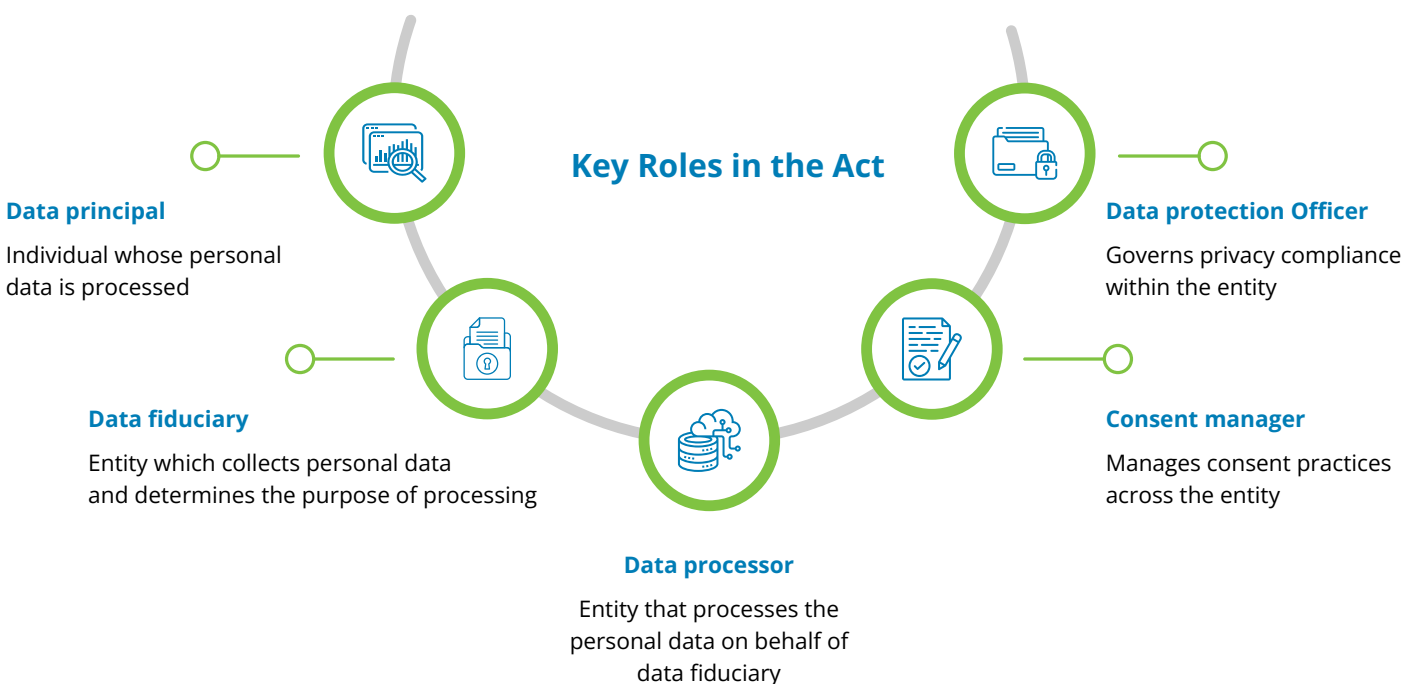 Key Roles in the Act
Data principal
Individual whose personal
data is processed
Data fiduciary
Entity which collects personal data
and determines the purpose of processing
Data processor
Entity that processes the
personal data on behalf of
data fiduciary
Consent manager
Manages consent practices
across the entity
Data protection Officer
Governs privacy compliance
within the entity